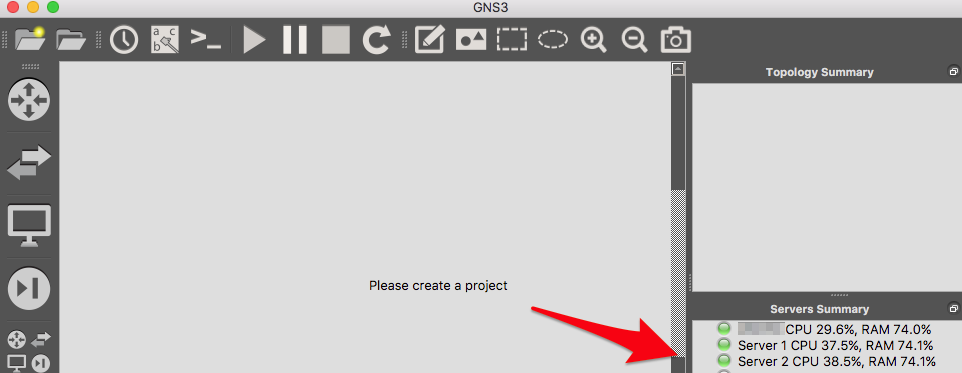 GNS3
a
b
c
>_
Topology Summary
Please create a project
Servers Summary
CPU 29.6%, RAM 74.0%
Server 1 CPU 37.5%, RAM 74.1%
Server 2 CPU 38.5%, RAM 74.1%